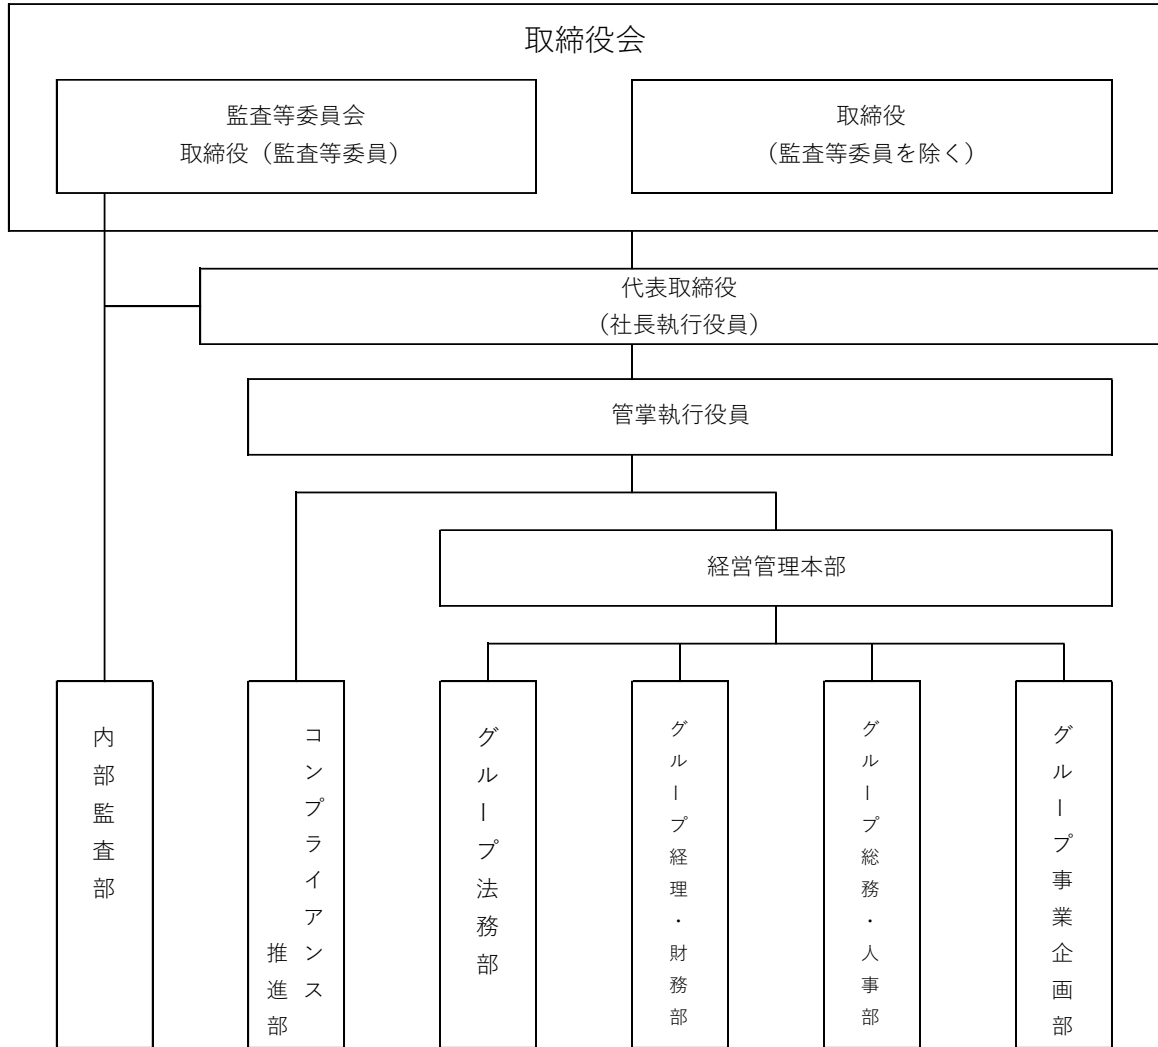 取締役会
監査等委員会
取締役（監査等委員）
取締役
（監査等委員を除く）
代表取締役
（社長執行役員）
管掌執行役員
経営管理本部
内部監査部
コンプライアンス
推進部
グループ法務部
グループ経理・財務部
グループ総務・人事部
グループ事業企画部